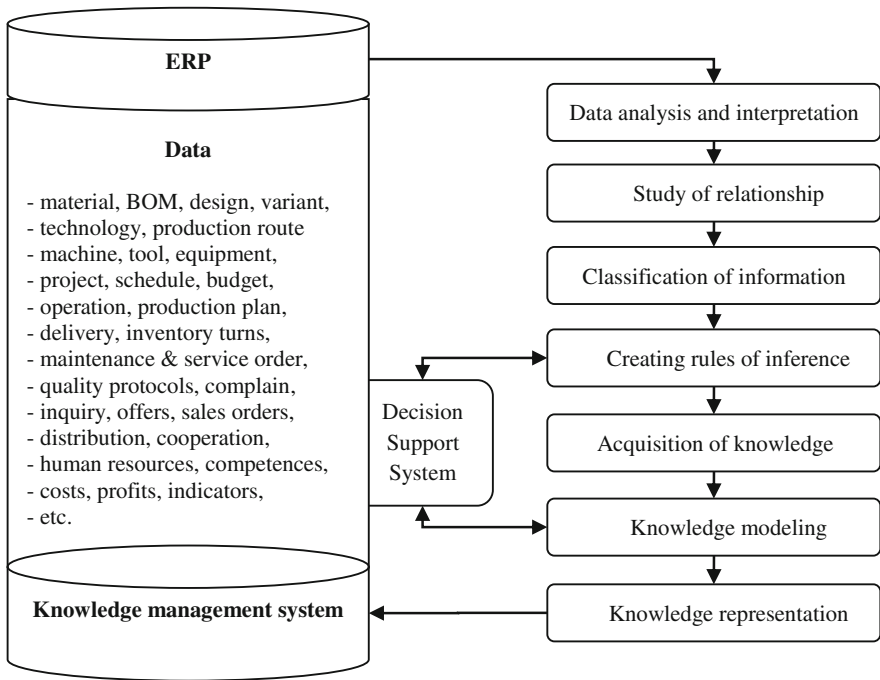 ERP
Data
- material, BOM, design, variant,
- technology, production route
- machine, tool, equipment,
- project, schedule, budget,
- operation, production plan,
- delivery, inventory turns,
- maintenance & service order,
- quality protocols, complain,
- inquiry, offers, sales orders,
- distribution, cooperation,
- human resources, competences,
- costs, profits, indicators,
- etc.
Knowledge management system
Decision
Support
System
Data analysis and interpretation
Study of relationship
Classification of information
Creating rules of inference
Acquisition of knowledge
Knowledge modeling
Knowledge representation